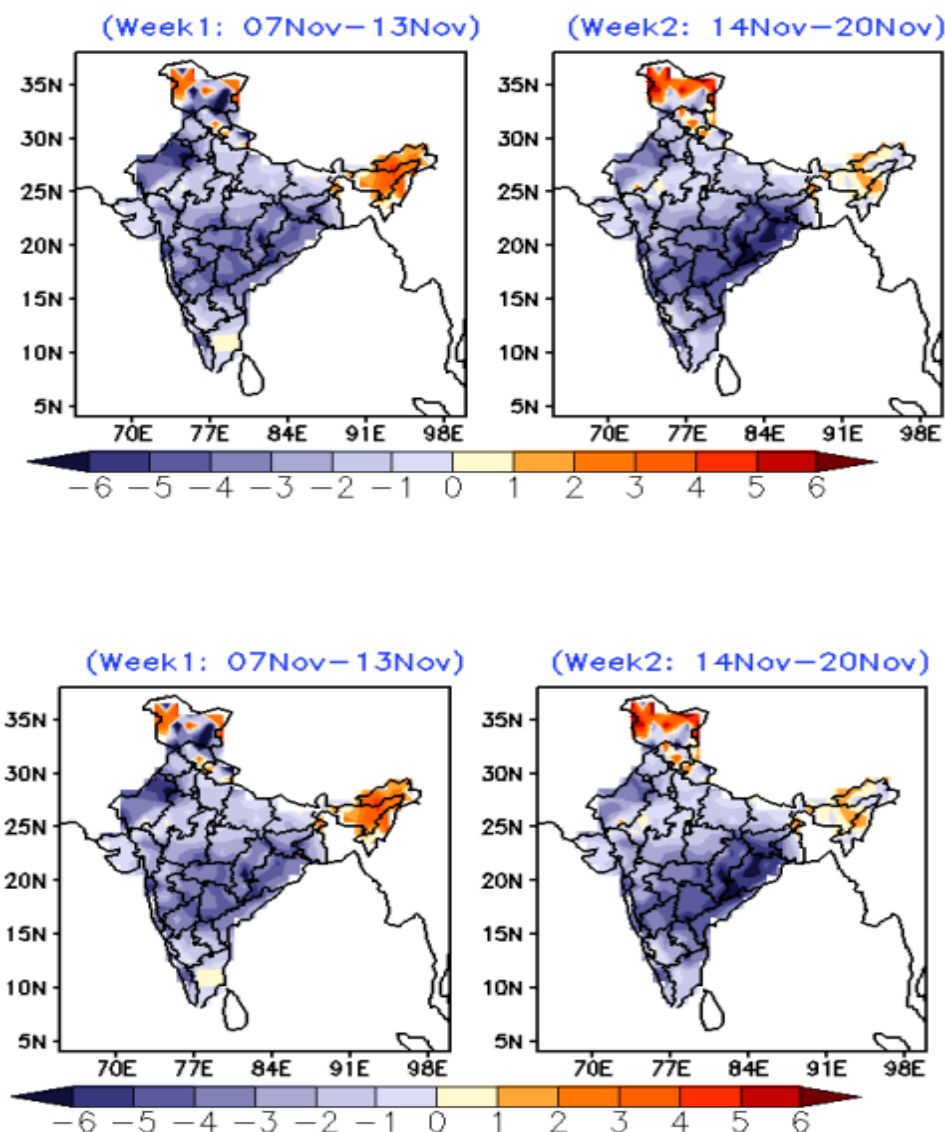 (Week1: 07Nov−13Nov) (Week2: 14Nov−20Nov)
35N 35N
30N 30N
25N 25N
20N 20N
15N 15N
10N 10N
5N 5N
70E 77E 84E 91E 98E 70E 77E 84E 91E 98E
−6 −5 −4 −3 −2 −1 0 1 2 3 4 5 6
(Week1: 07Nov−13Nov) (Week2: 14Nov−20Nov)
35N 35N
30N 30N
25N 25N
20N 20N
15N 15N
10N 10N
5N 5N
70E 77E 84E 91E 98E 70E 77E 84E 91E 98E
−6 −5 −4 −3 −2 −1 0 1 2 3 4 5 6